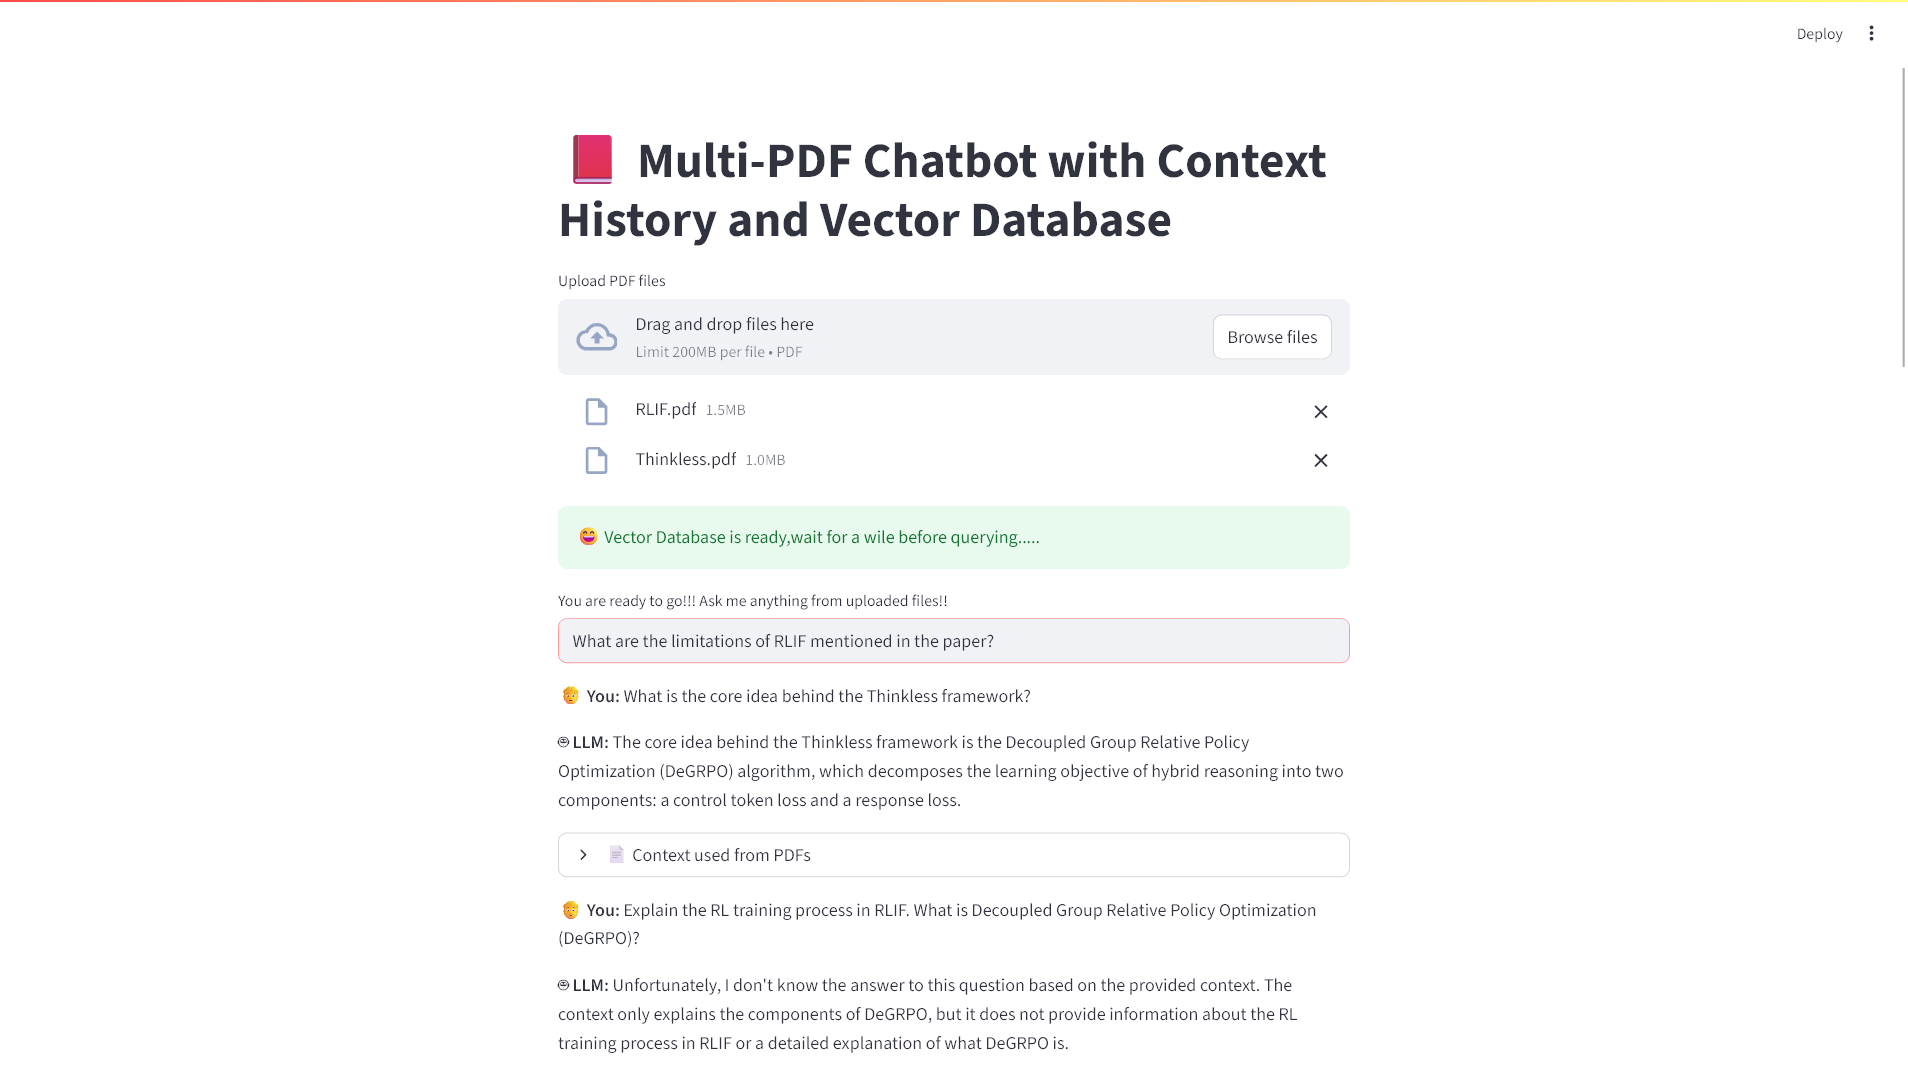 Deploy
Multi-PDF Chatbot with Context
History and Vector Database
Upload PDF files
Drag and drop files here
Limit 200MB per file • PDF
Browse files
RLIF.pdf 1.5MB
Thinkless.pdf 1.0MB
Vector Database is ready,wait for a wile before querying.....
You are ready to go!!! Ask me anything from uploaded files!!
What are the limitations of RLIF mentioned in the paper?
You: What is the core idea behind the Thinkless framework?
LLM: The core idea behind the Thinkless framework is the Decoupled Group Relative Policy
Optimization (DeGRPO) algorithm, which decomposes the learning objective of hybrid reasoning into two
components: a control token loss and a response loss.
Context used from PDFs
You: Explain the RL training process in RLIF. What is Decoupled Group Relative Policy Optimization
(DeGRPO)?
LLM: Unfortunately, I don't know the answer to this question based on the provided context. The
context only explains the components of DeGRPO, but it does not provide information about the RL
training process in RLIF or a detailed explanation of what DeGRPO is.